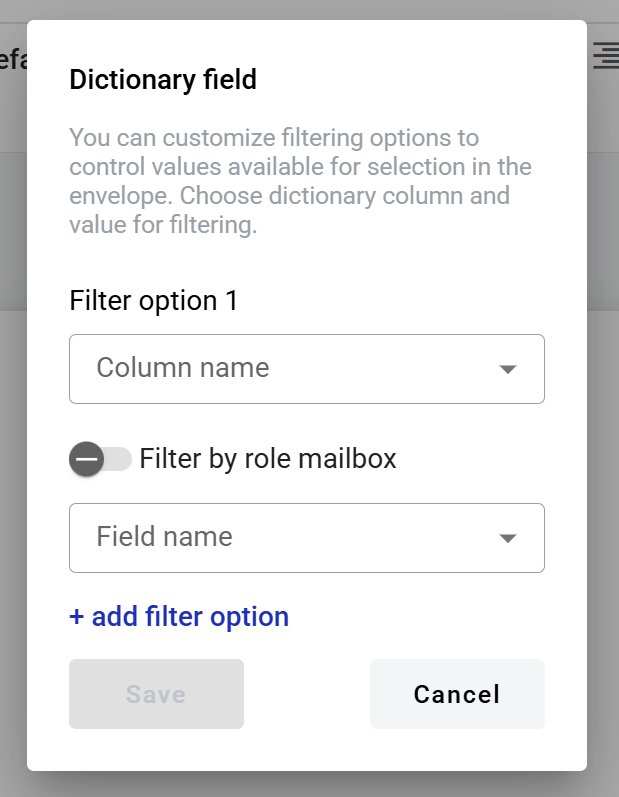 efa
Dictionary field
You can customize filtering options to
control values available for selection in the
envelope. Choose dictionary column and
value for filtering.
Filter option 1
Column name
Filter by role mailbox
Field name
+ add filter option
Save
Cancel